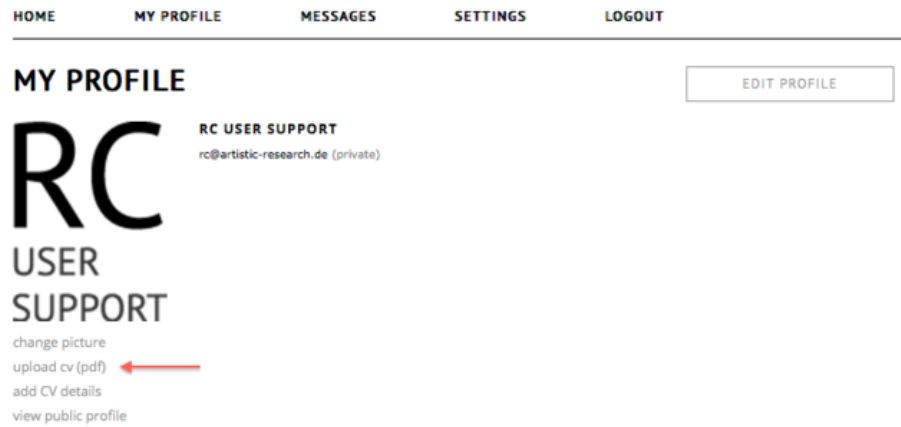 HOME MY PROFILE MESSAGES SETTINGS LOGOUT
MY PROFILE
EDIT PROFILE
RC
USER
SUPPORT
RC USER SUPPORT
rc@artistic-research.de (private)
change picture
upload cv (pdf)
add CV details
view public profile